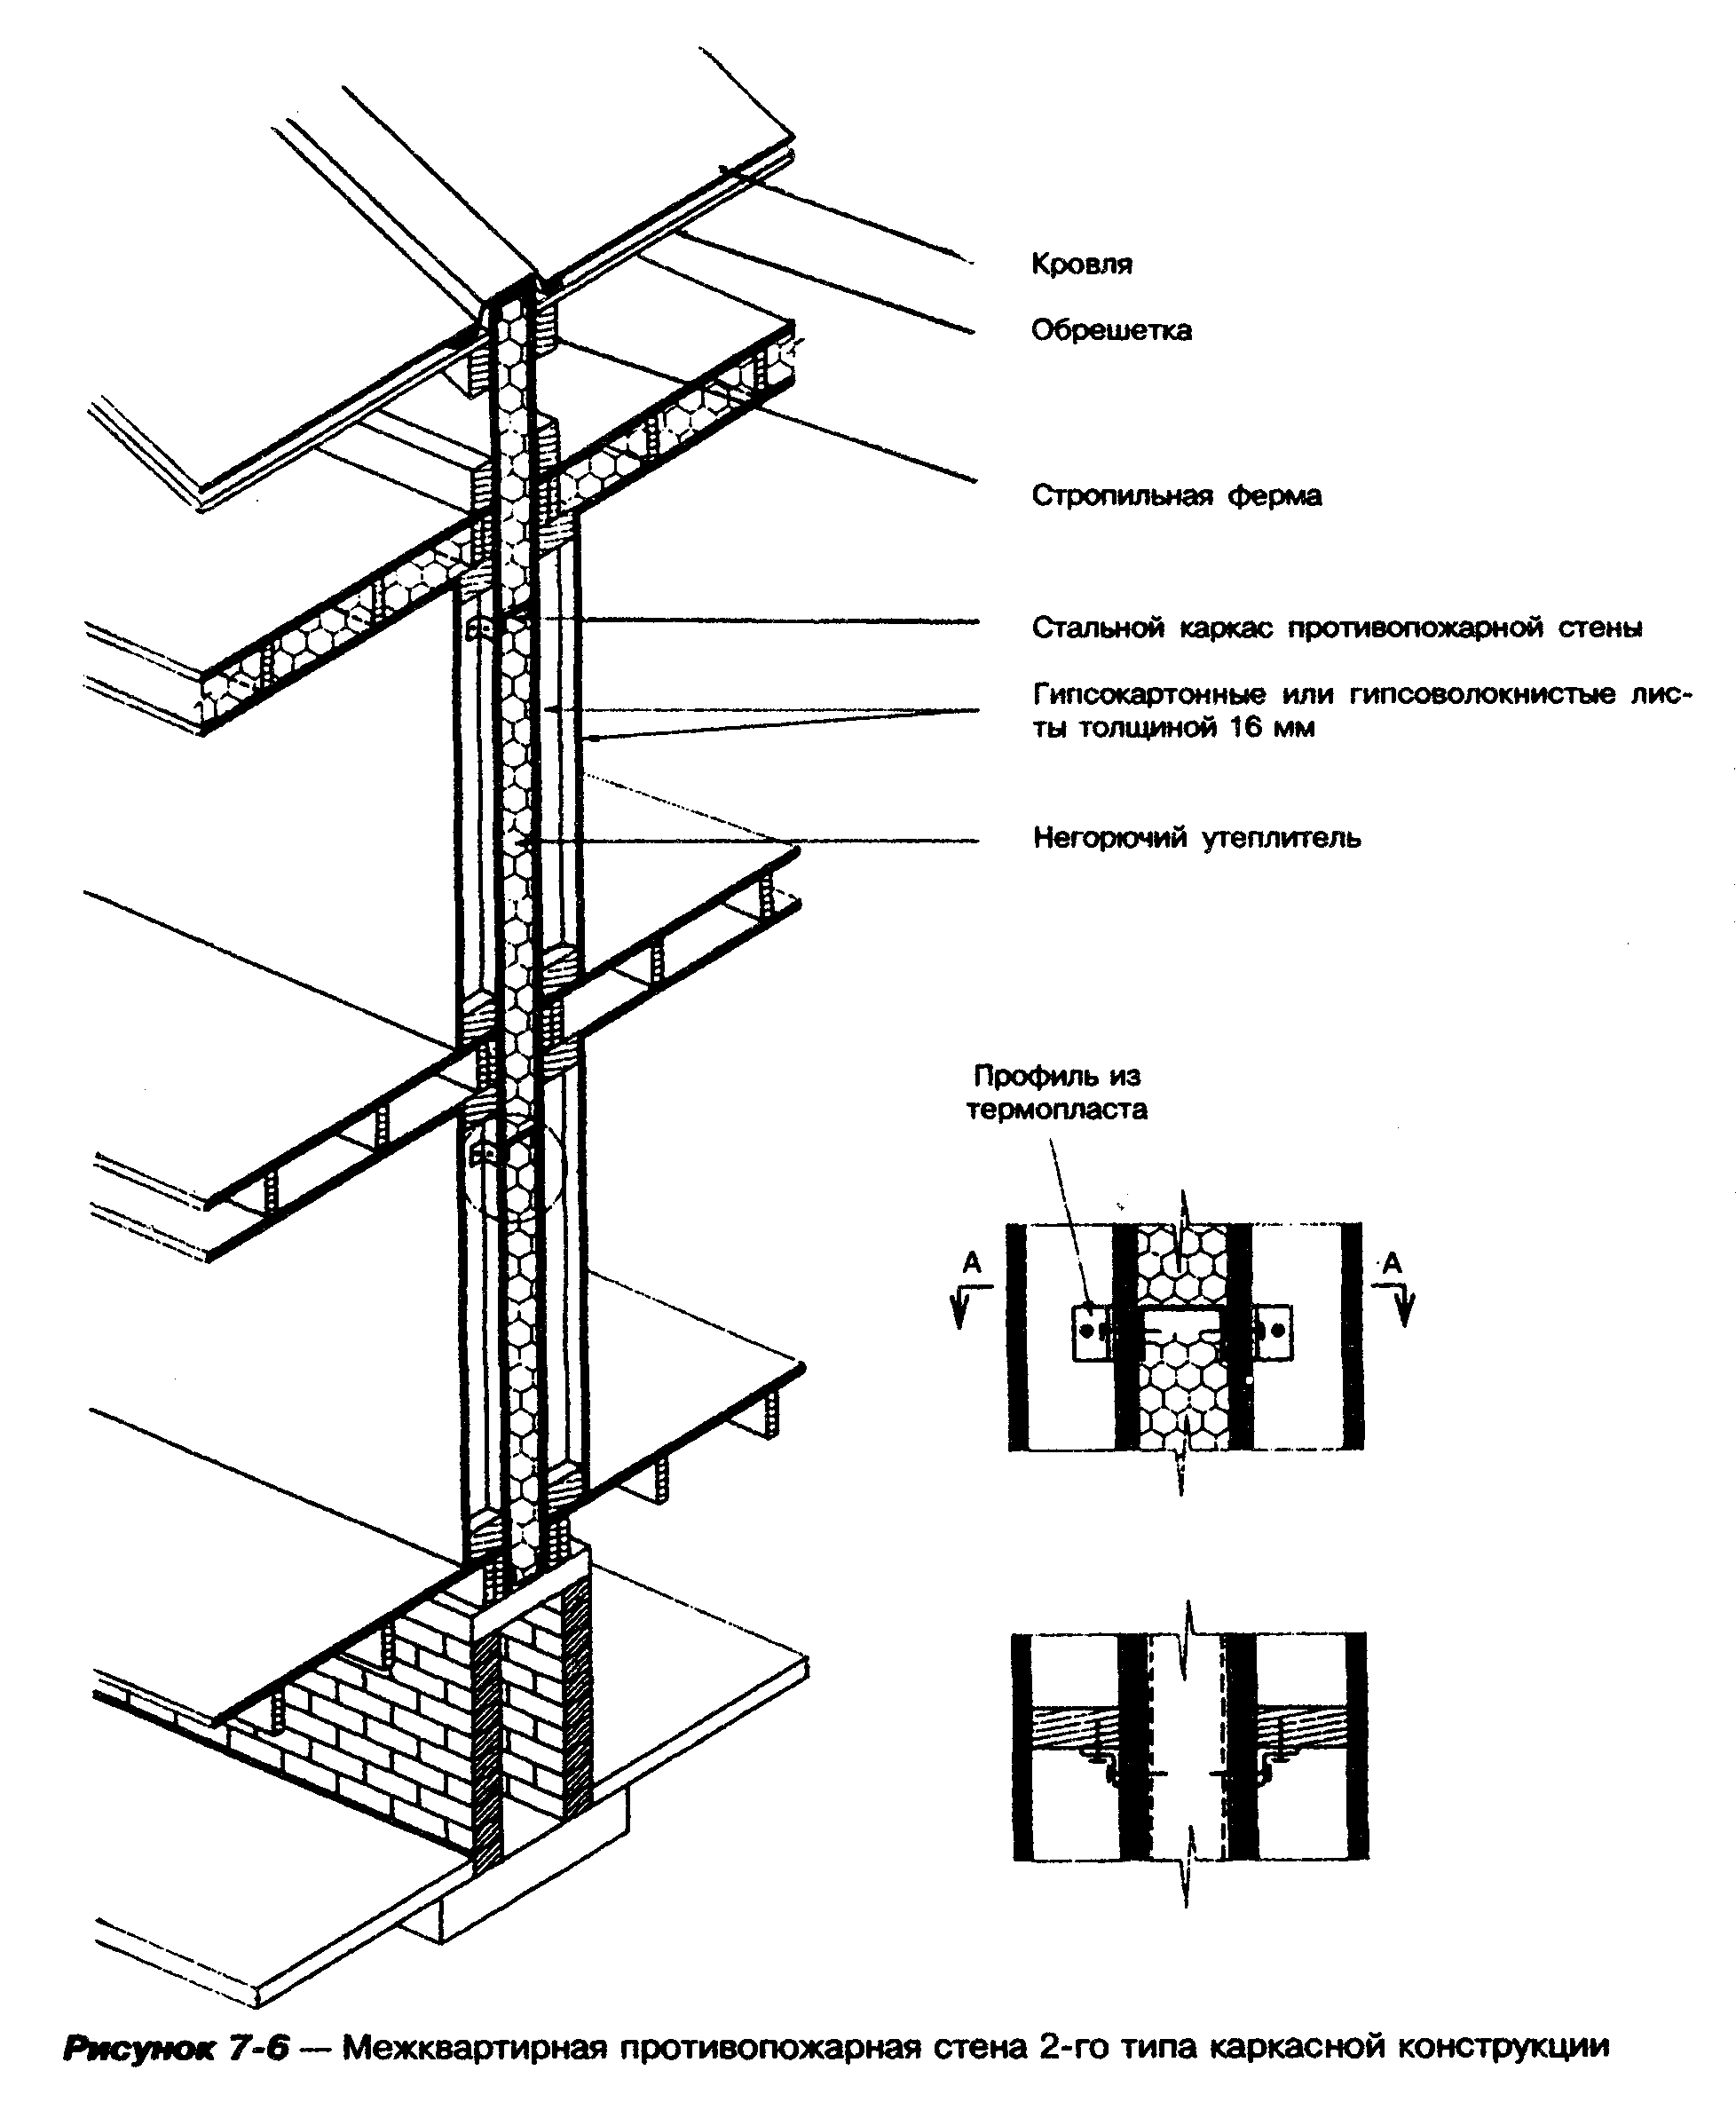 Кровля
Обрешетка
Стропильная ферма
Стальной каркас противопожарной стены
Гипсокартонные или гипсоволокнистые лис-
ты толщиной 16 мм
Негорючий утеплитель
Профиль из
термопласта
А А
Рисунок 7-6 — Межквартирная противопожарная стена 2-го типа каркасной конструкции